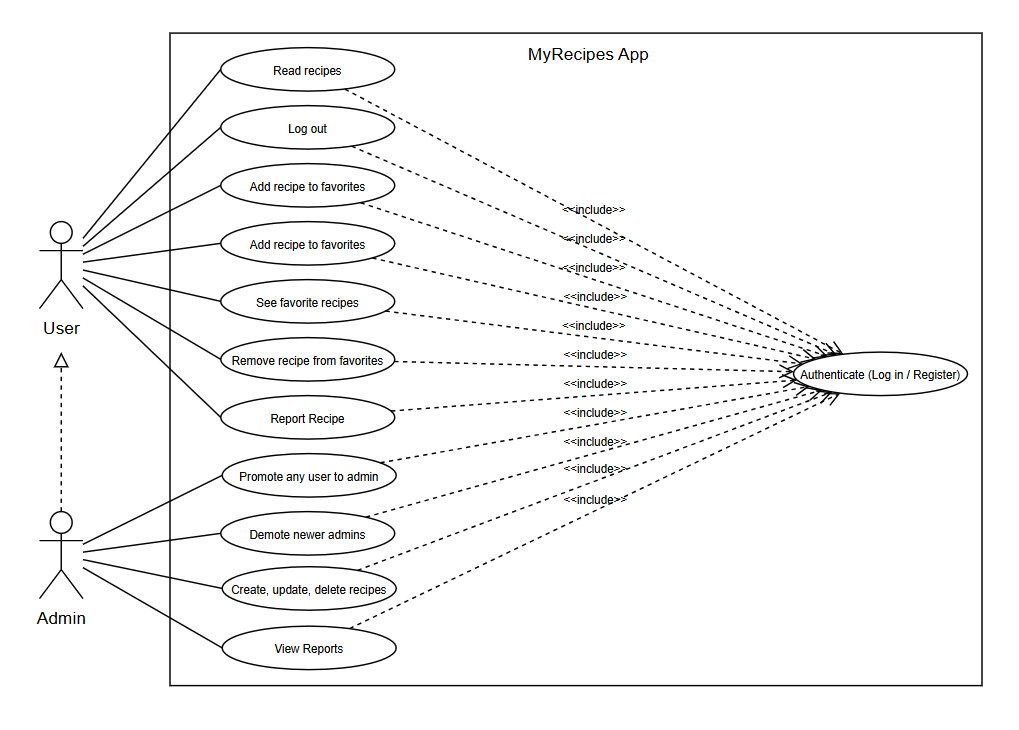 MyRecipes App
Read recipes
Log out
Add recipe to favorites
<<include>>
Add recipe to favorites
<<include>>
<<include>>
See favorite recipes
<<include>>
User
<<include>>
Remove recipe from favorites
<<include>>
Authenticate (Log in / Register)
<<include>>
Report Recipe
<<include>>
<<include>>
Promote any user to admin
<<include>>
<<include>>
Demote newer admins
Create, update, delete recipes
Admin
View Reports